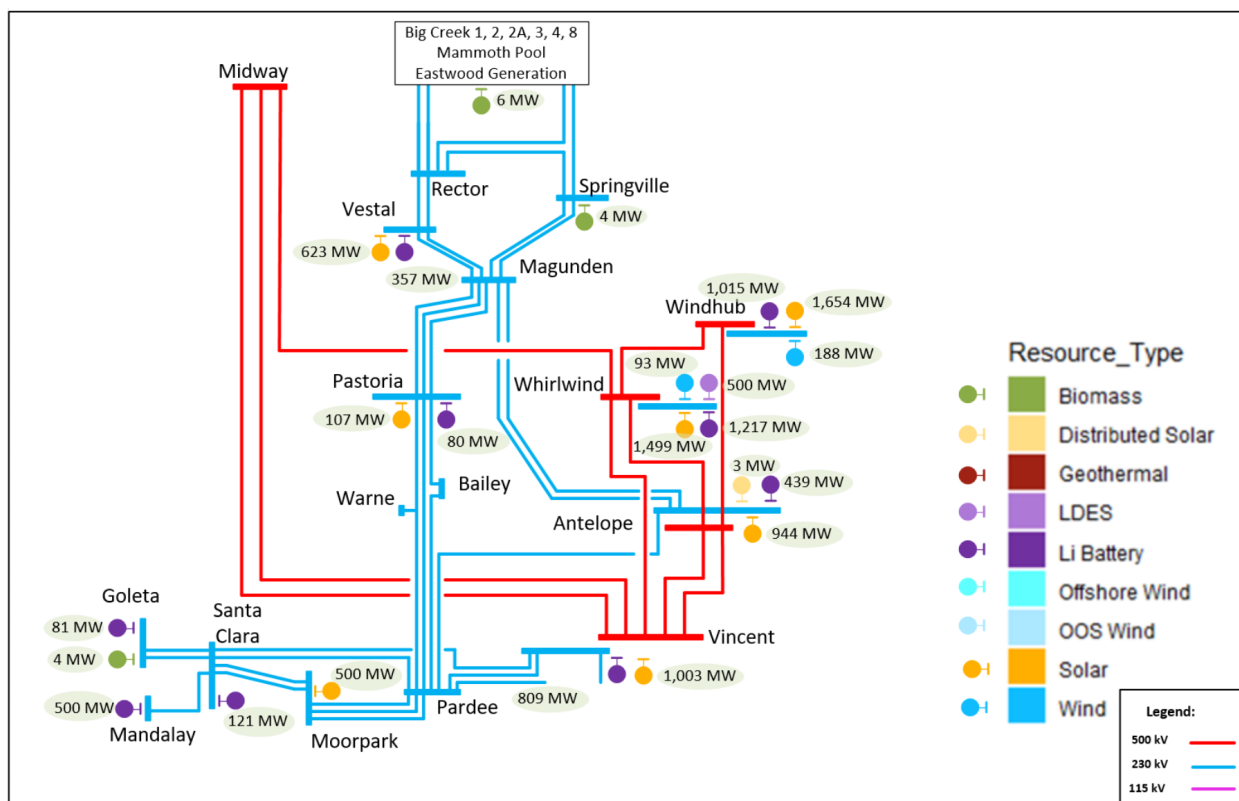 Big Creek 1, 2, 2A, 3, 4, 8
Mammoth Pool
Eastwood Generation
Midway
6 MW
Rector
Springville
4 MW
Vestal
623 MW
357 MW
Magunden
1,015 MW
1,654 MW
Windhub
188 MW
93 MW
500 MW
Whirlwind
1,499 MW
1,217 MW
Pastoria
107 MW
80 MW
3 MW
439 MW
Bailey
Warne
Antelope
944 MW
Goleta
81 MW
4 MW
Santa
Clara
Vincent
500 MW
1,003 MW
809 MW
Pardee
500 MW
Mandalay
121 MW
Moorpark
Resource_Type
Biomass
Distributed Solar
Geothermal
LDES
Li Battery
Offshore Wind
OOS Wind
Solar
Wind
Legend:
500 kV
230 kV
115 kV